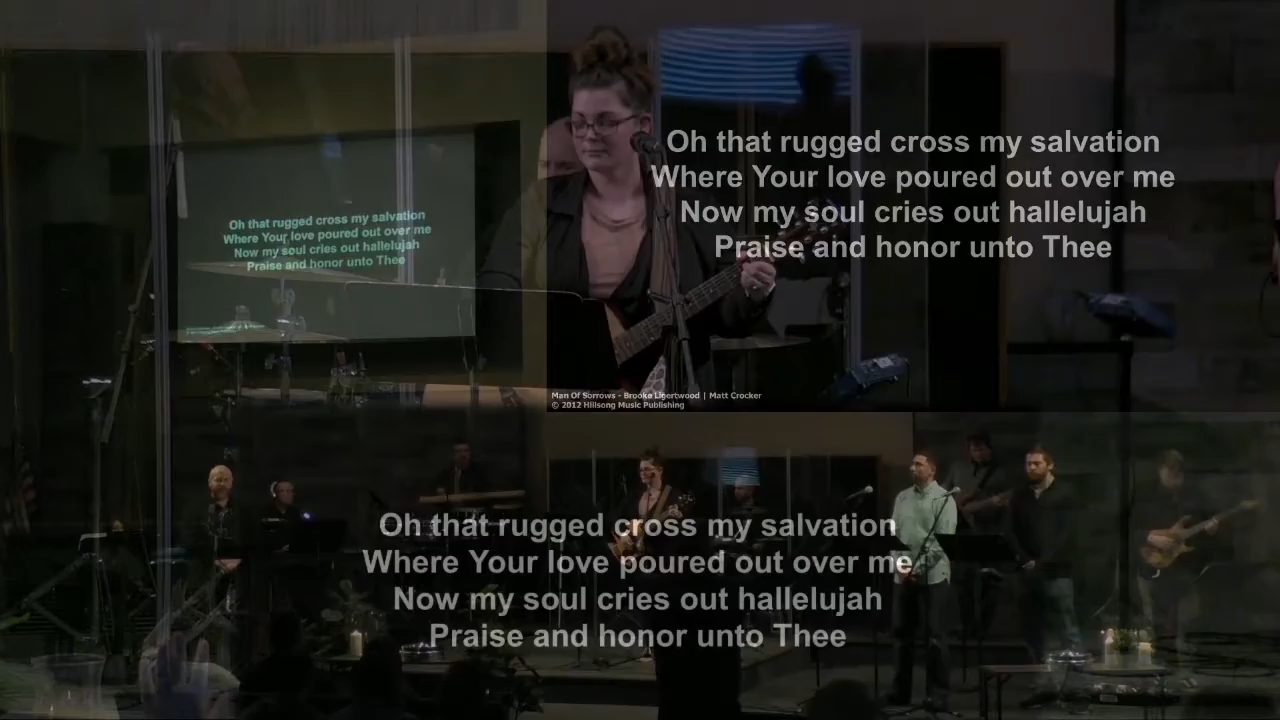 Oh that rugged cross my salvation
Where Your love poured out over me
Now my soul cries out hallelujah
Praise and honor unto Thee
Oh that rugged cross my salvation
Where Your love poured out over me
Now my soul cries out hallelujah
Praise and honor unto Thee
Man Of Sorrows - Brooke Ligertwood | Matt Crocker
© 2012 Hillsong Music Publishing
Oh that rugged cross my salvation
Where Your love poured out over me
Now my soul cries out hallelujah
Praise and honor unto Thee